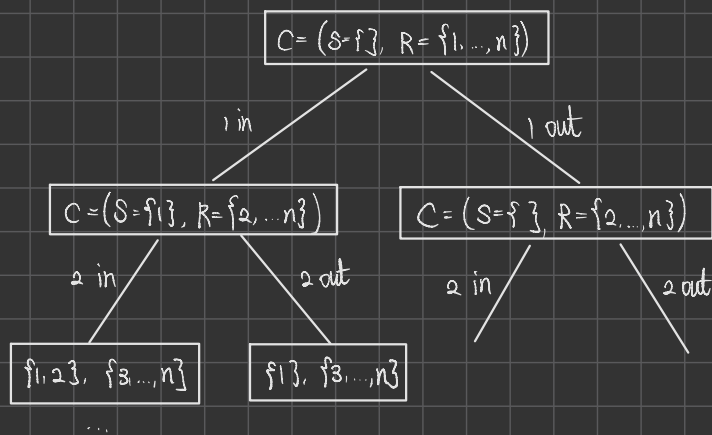 C = (S={}, R={1,...,n})
1 in
1 out
C = (S={1}, R={2,...n})
C = (S={ }, R={2,...,n})
2 in
2 out
2 in
2 out
{1,2}, {3,...,n}
{1}, {3,...,n}
...